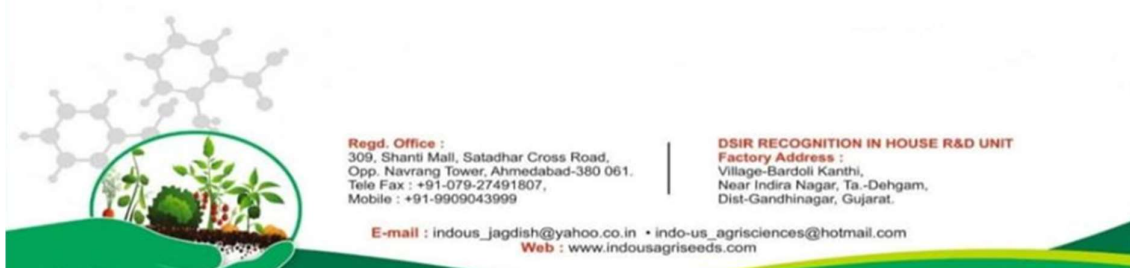 Regd. Office :
309, Shanti Mall, Satadhar Cross Road,
Opp. Navrang Tower, Ahmedabad-380 061.
Tele Fax : +91-079-27491807,
Mobile : +91-9909043999
DSIR RECOGNITION IN HOUSE R&D UNIT
Factory Address :
Village-Bardoli Kanthi,
Near Indira Nagar, Ta.-Dehgam,
Dist-Gandhinagar, Gujarat.
E-mail : indous_jagdish@yahoo.co.in • indo-us_agrisciences@hotmail.com
Web : www.indousagriseeds.com